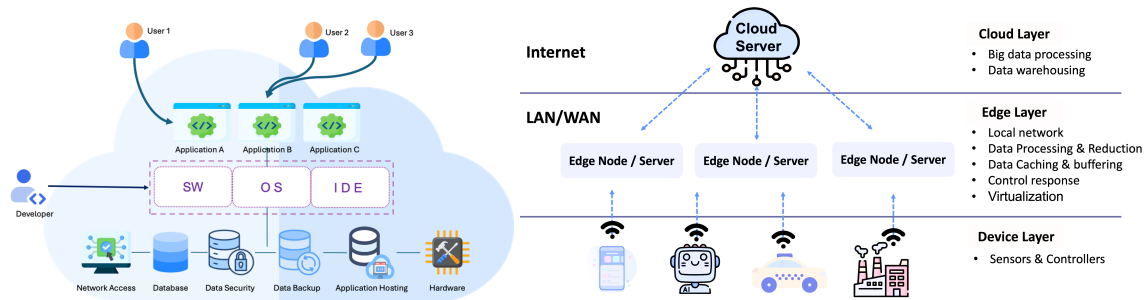 User 1
User 2
User 3
</>
</>
</>
Application A
Application B
Application C
Developer
SW
OS
IDE
Network Access
Database
Data Security
Data Backup
Application Hosting
Hardware
Internet
Cloud
Server
Cloud Layer
• Big data processing
• Data warehousing
LAN/WAN
Edge Node / Server
Edge Node / Server
Edge Node / Server
Edge Layer
• Local network
• Data Processing & Reduction
• Data Caching & buffering
• Control response
• Virtualization
AI
Device Layer
• Sensors & Controllers